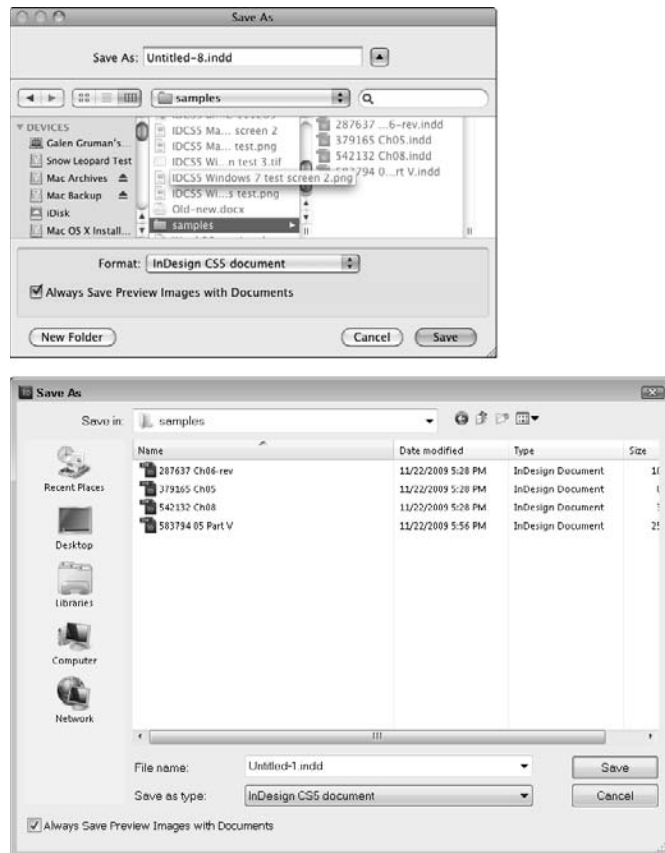 Save As
Save As: Untitled-8.indd
samples
DEVICES
Galen Gruman's...
Snow Leopard Test
Mac Archives
Mac Backup
iDisk
Mac OS X Install...
IDCS5 Ma... screen 2
IDCS5 Ma... test.png
IDCS5 Wi...n test 3.tif
IDCS5 Windows 7 test screen 2.png
IDCS5 Wi...s test.png
Old-new.docx
samples
287637 ...6-rev.indd
379165 Ch05.indd
542132 Ch08.indd
0...rt V.indd
Format: InDesign CS5 document
Always Save Preview Images with Documents
New Folder
Cancel
Save
Save As
Save in: samples
Name
Date modified
Type
Size
287637 Ch06-rev 11/22/2009 5:28 PM InDesign Document
379165 Ch05 11/22/2009 5:28 PM InDesign Document
542132 Ch08 11/22/2009 5:28 PM InDesign Document
583794 05 Part V 11/22/2009 5:56 PM InDesign Document
Recent Places
Desktop
Libraries
Computer
Network
File name: Untitled-1.indd
Save
Save as type: InDesign CS5 document
Cancel
Always Save Preview Images with Documents